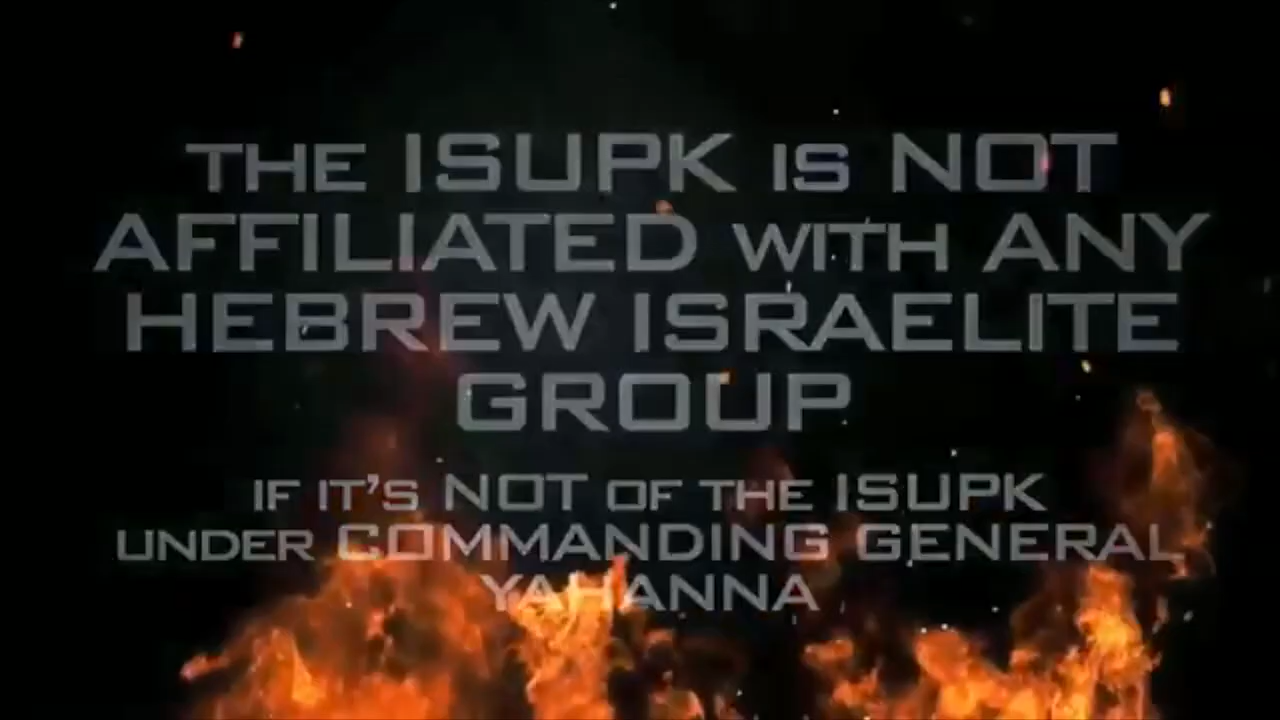 THE ISUPK IS NOT
AFFILIATED WITH ANY
HEBREW ISRAELITE
GROUP
IF IT'S NOT OF THE ISUPK
UNDER COMMANDING GENERAL
YAHANNA